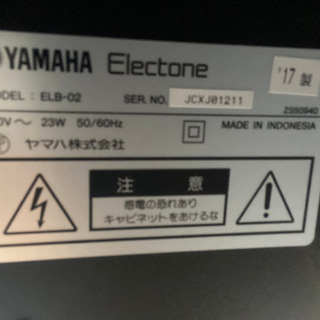 YAMAHA Electone
'17 製
ODEL : ELB-02 SER. NO. JCXJ01211
Z550940
0V～ 23W 50/60Hz MADE IN INDONESIA
ヤマハ株式会社
注 意
感電の恐れあり
キャビネットをあけるな